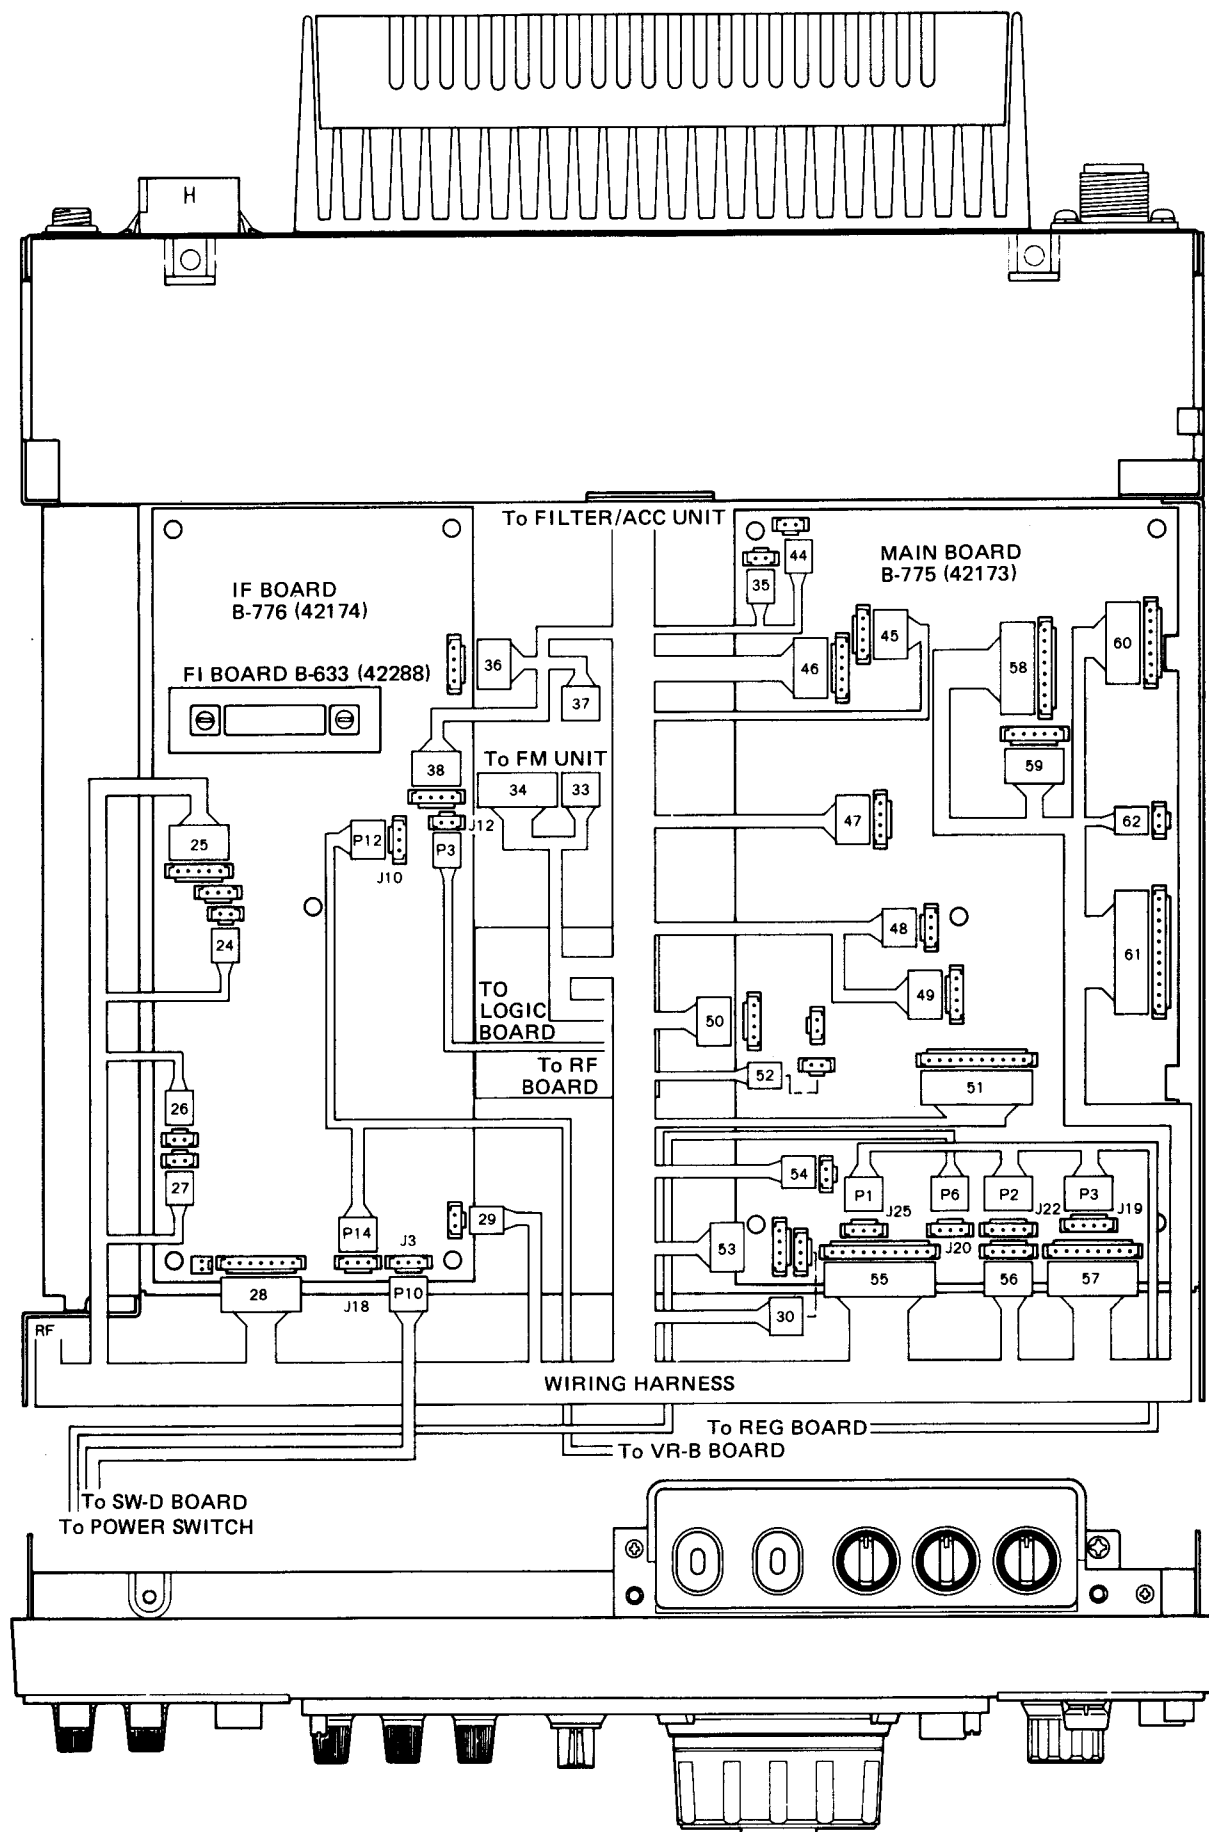 H
To FILTER/ACC UNIT
44
35
MAIN BOARD
B-775 (42173)
IF BOARD
B-776 (42174)
FI BOARD B-633 (42288)
36
37
45
46
58
60
38
To FM UNIT
34
33
59
J12
P12
P3
J10
47
62
25
24
48
61
49
TO
LOGIC
BOARD
50
To RF
BOARD
52
51
26
27
54
P1
P6
P2
P3
J25
J22
J19
J20
29
P14
J3
53
28
J18
P10
55
56
57
30
RF
WIRING HARNESS
To REG BOARD
To VR-B BOARD
To SW-D BOARD
To POWER SWITCH